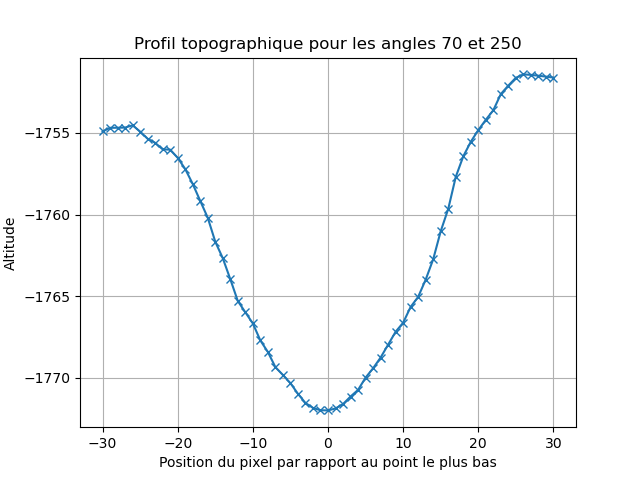 Profil topographique pour les angles 70 et 250
Altitude
−1755
−1760
−1765
−1770
−30 −20 −10 0 10 20 30
Position du pixel par rapport au point le plus bas